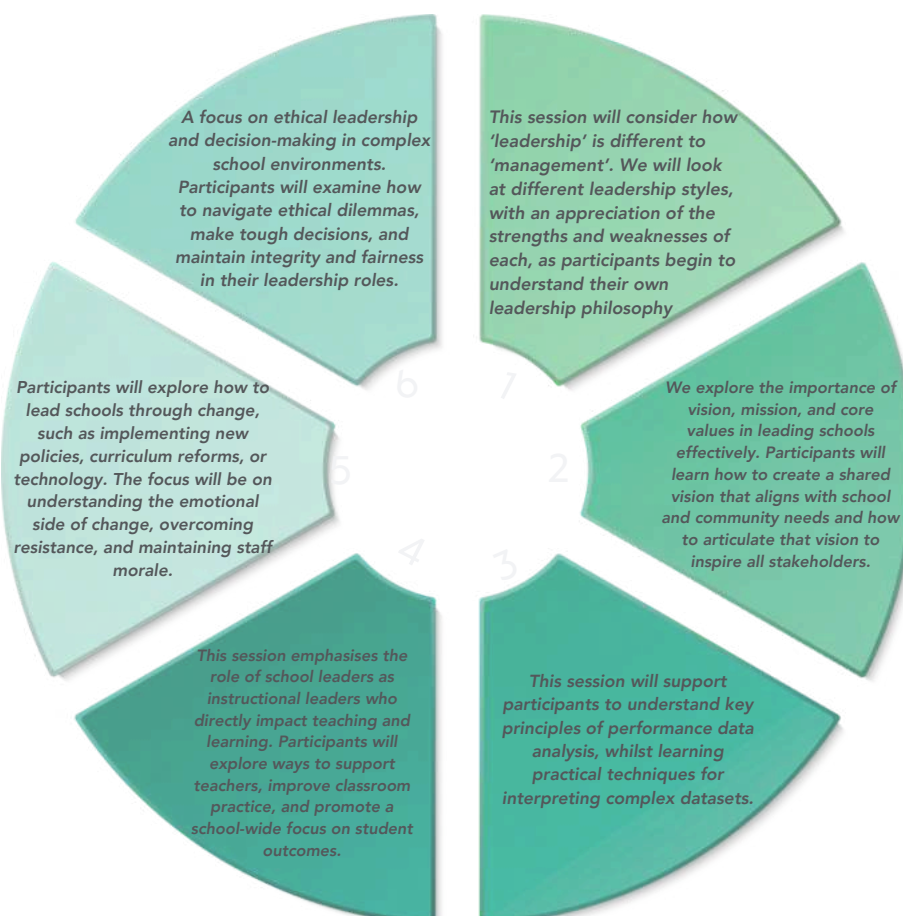 This session will consider how
‘leadership’ is different to
‘management’. We will look
at different leadership styles,
with an appreciation of the
strengths and weaknesses of
each, as participants begin to
understand their own
leadership philosophy
1
We explore the importance of
vision, mission, and core
values in leading schools
effectively. Participants will
learn how to create a shared
vision that aligns with school
and community needs and how
to articulate that vision to
inspire all stakeholders.
2
This session will support
participants to understand key
principles of performance data
analysis, whilst learning
practical techniques for
interpreting complex datasets.
3
This session emphasises the
role of school leaders as
instructional leaders who
directly impact teaching and
learning. Participants will
explore ways to support
teachers, improve classroom
practice, and promote a
school-wide focus on student
outcomes.
4
Participants will explore how to
lead schools through change,
such as implementing new
policies, curriculum reforms, or
technology. The focus will be on
understanding the emotional
side of change, overcoming
resistance, and maintaining staff
morale.
5
A focus on ethical leadership
and decision-making in complex
school environments.
Participants will examine how
to navigate ethical dilemmas,
make tough decisions, and
maintain integrity and fairness
in their leadership roles.
6